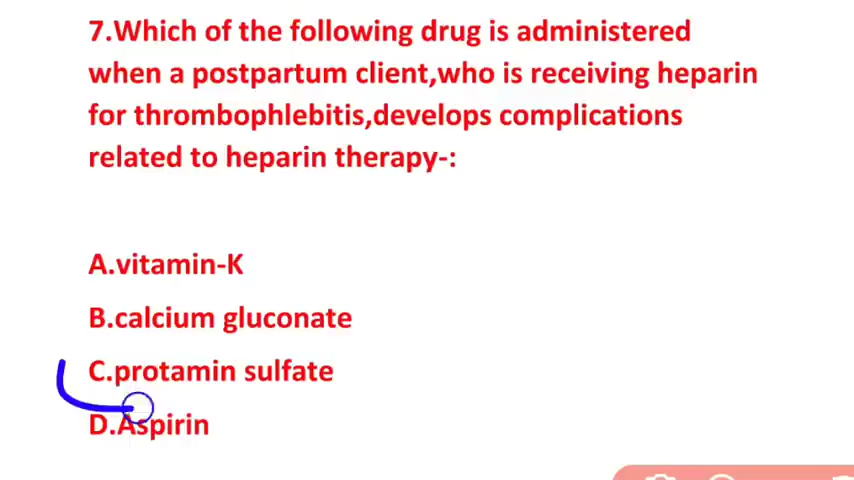 7.Which of the following drug is administered
when a postpartum client,who is receiving heparin
for thrombophlebitis,develops complications
related to heparin therapy-:
A.vitamin-K
B.calcium gluconate
C.protamin sulfate
D.Aspirin